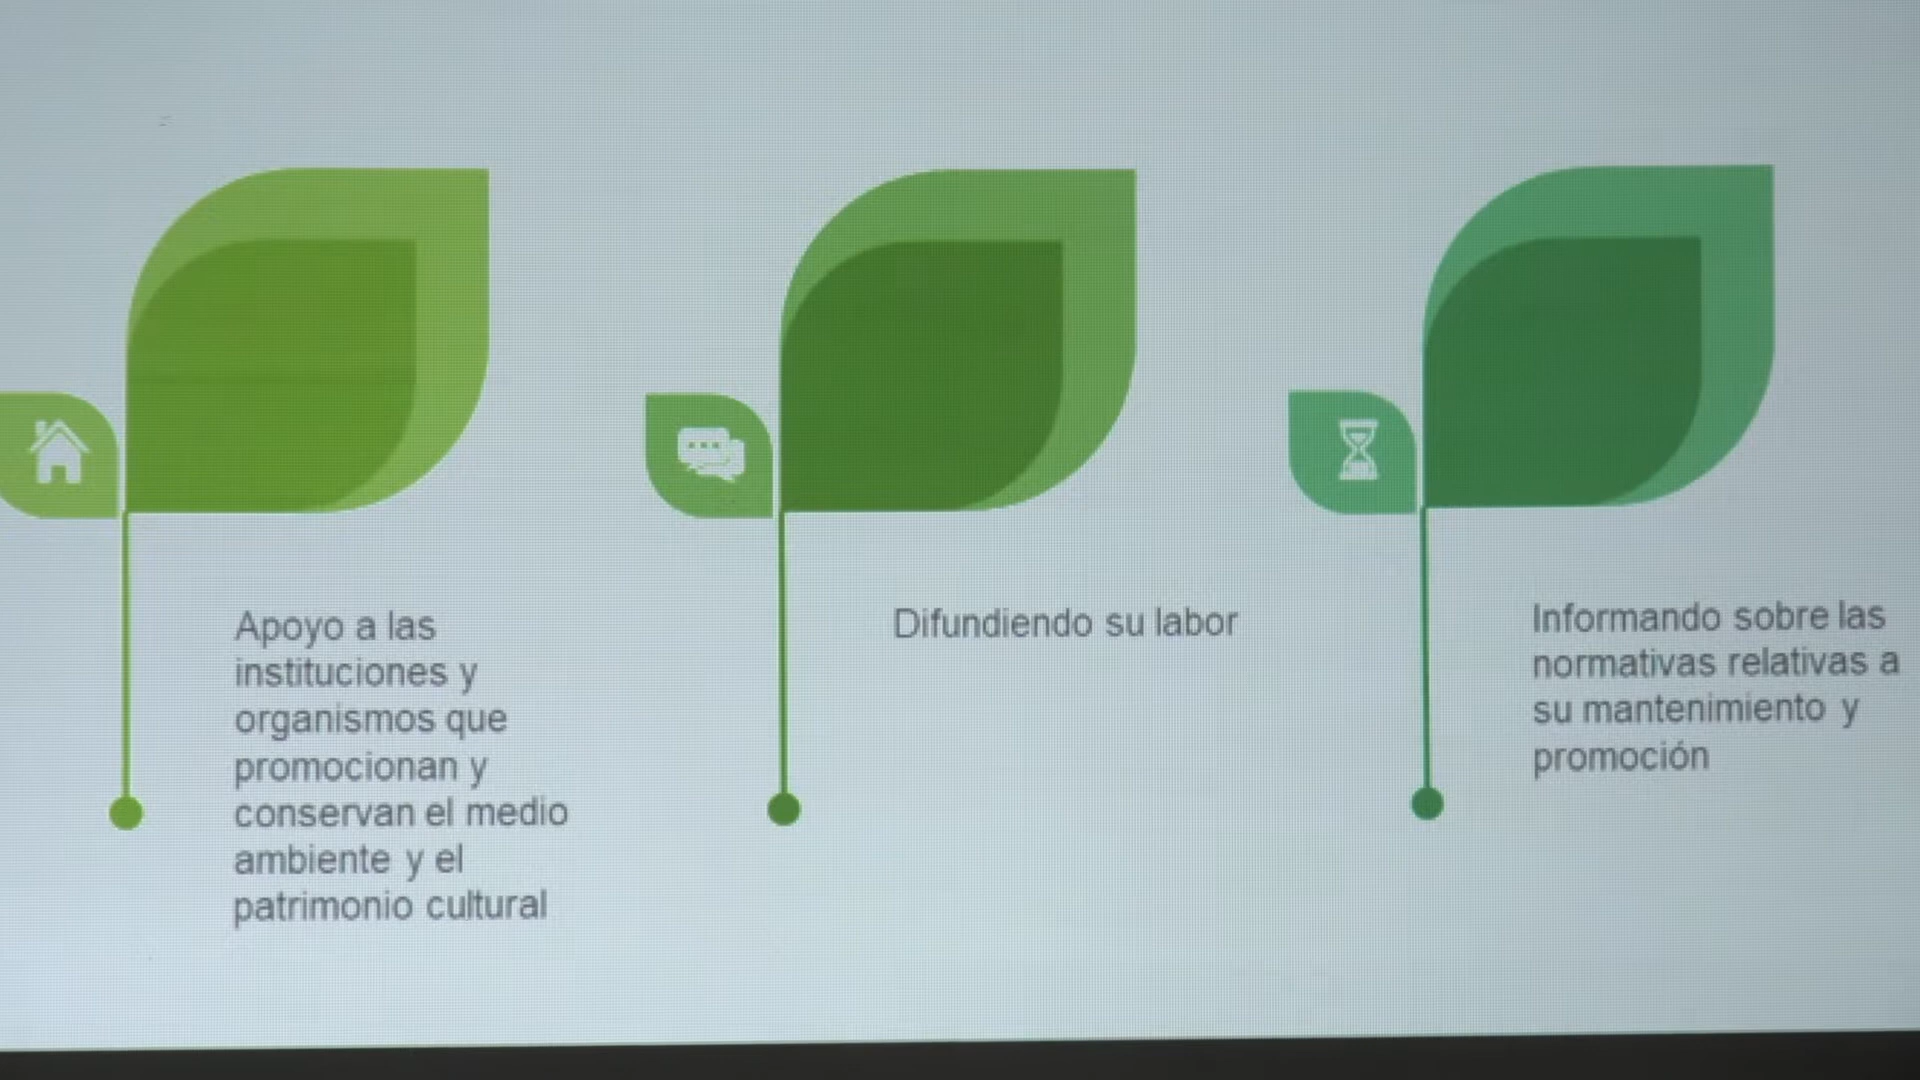 Apoyo a las
instituciones y
organismos que
promocionan y
conservan el medio
ambiente y el
patrimonio cultural
Difundiendo su labor
Informando sobre las
normativas relativas a
su mantenimiento y
promoción